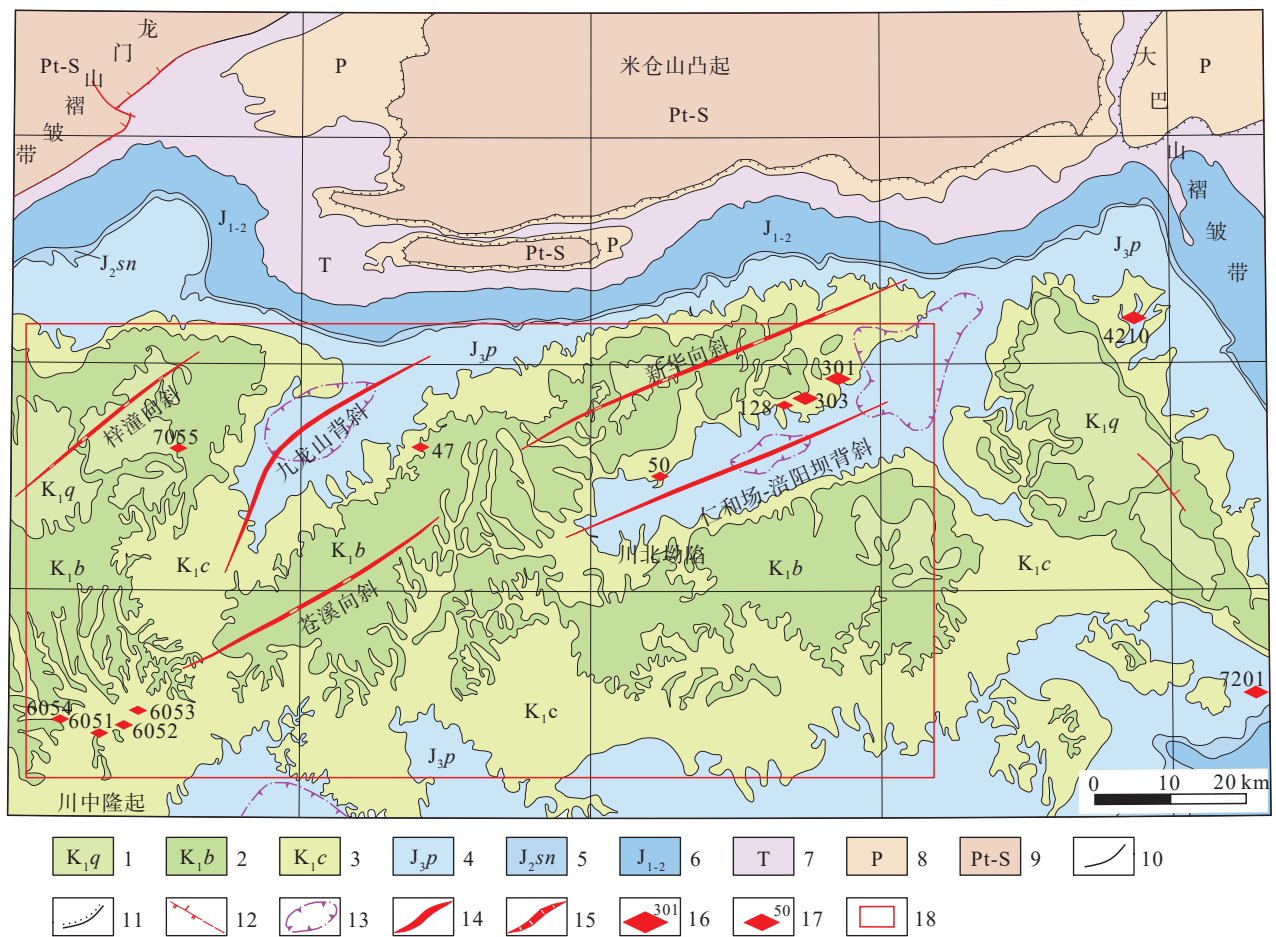 龙门山褶皱带
Pt-S
P
米仓山凸起
Pt-S
大巴山褶皱带
P
J₁₋₂
J₂sn
T
Pt-S
P
J₁₋₂
J₃p
J₃p
4210
新华向斜
301
303
128
梓潼向斜
7055
九龙山背斜
47
50
K₁q
K₁q
仁和场-涪阳坝背斜
K₁b
K₁c
K₁b
川北坳陷
K₁b
K₁c
苍溪向斜
7201
6054
6051
6053
6052
K₁c
J₃p
川中隆起
0 10 20 km
K₁q 1 K₁b 2 K₁c 3 J₃p 4 J₂sn 5 J₁₋₂ 6 T 7 P 8 Pt-S 9 10
11 12 13 14 15 301 16 50 17 18